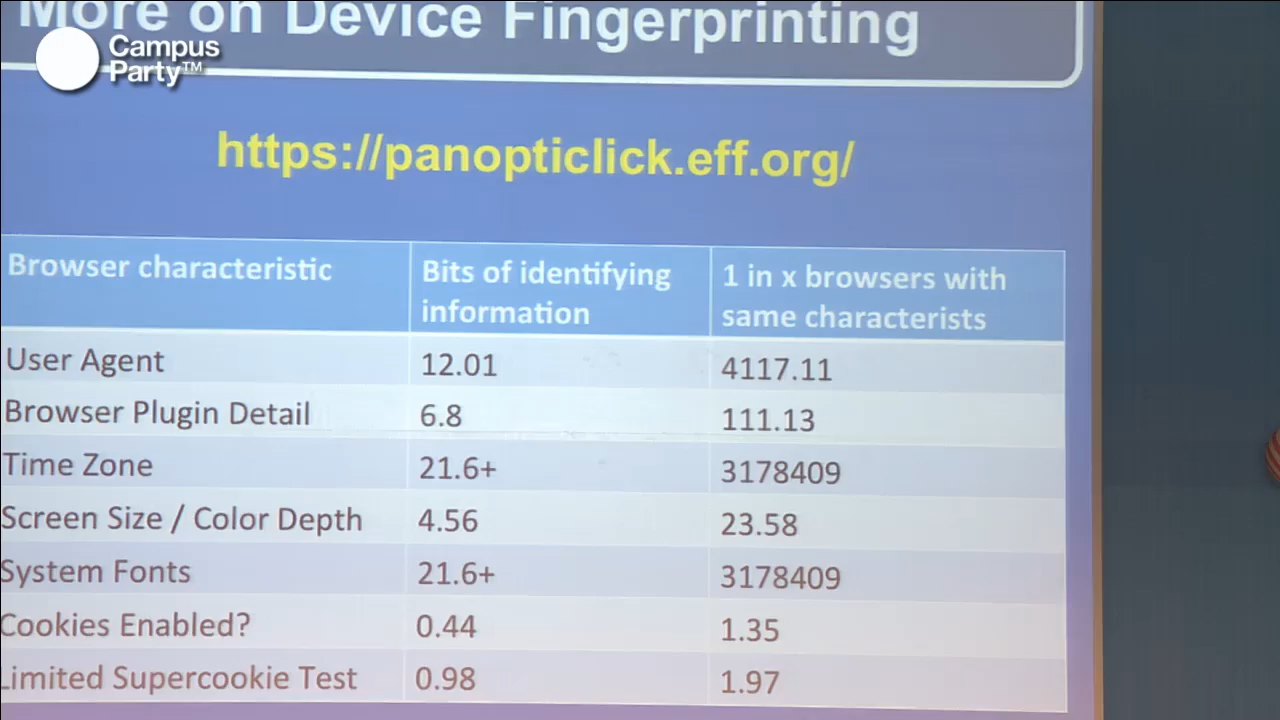 More on Device Fingerprinting
Campus
Party™
https://panopticlick.eff.org/
Browser characteristic
Bits of identifying
information
1 in x browsers with
same characterists
User Agent
12.01
4117.11
Browser Plugin Detail
6.8
111.13
Time Zone
21.6+
3178409
Screen Size / Color Depth
4.56
23.58
System Fonts
21.6+
3178409
Cookies Enabled?
0.44
1.35
Limited Supercookie Test
0.98
1.97